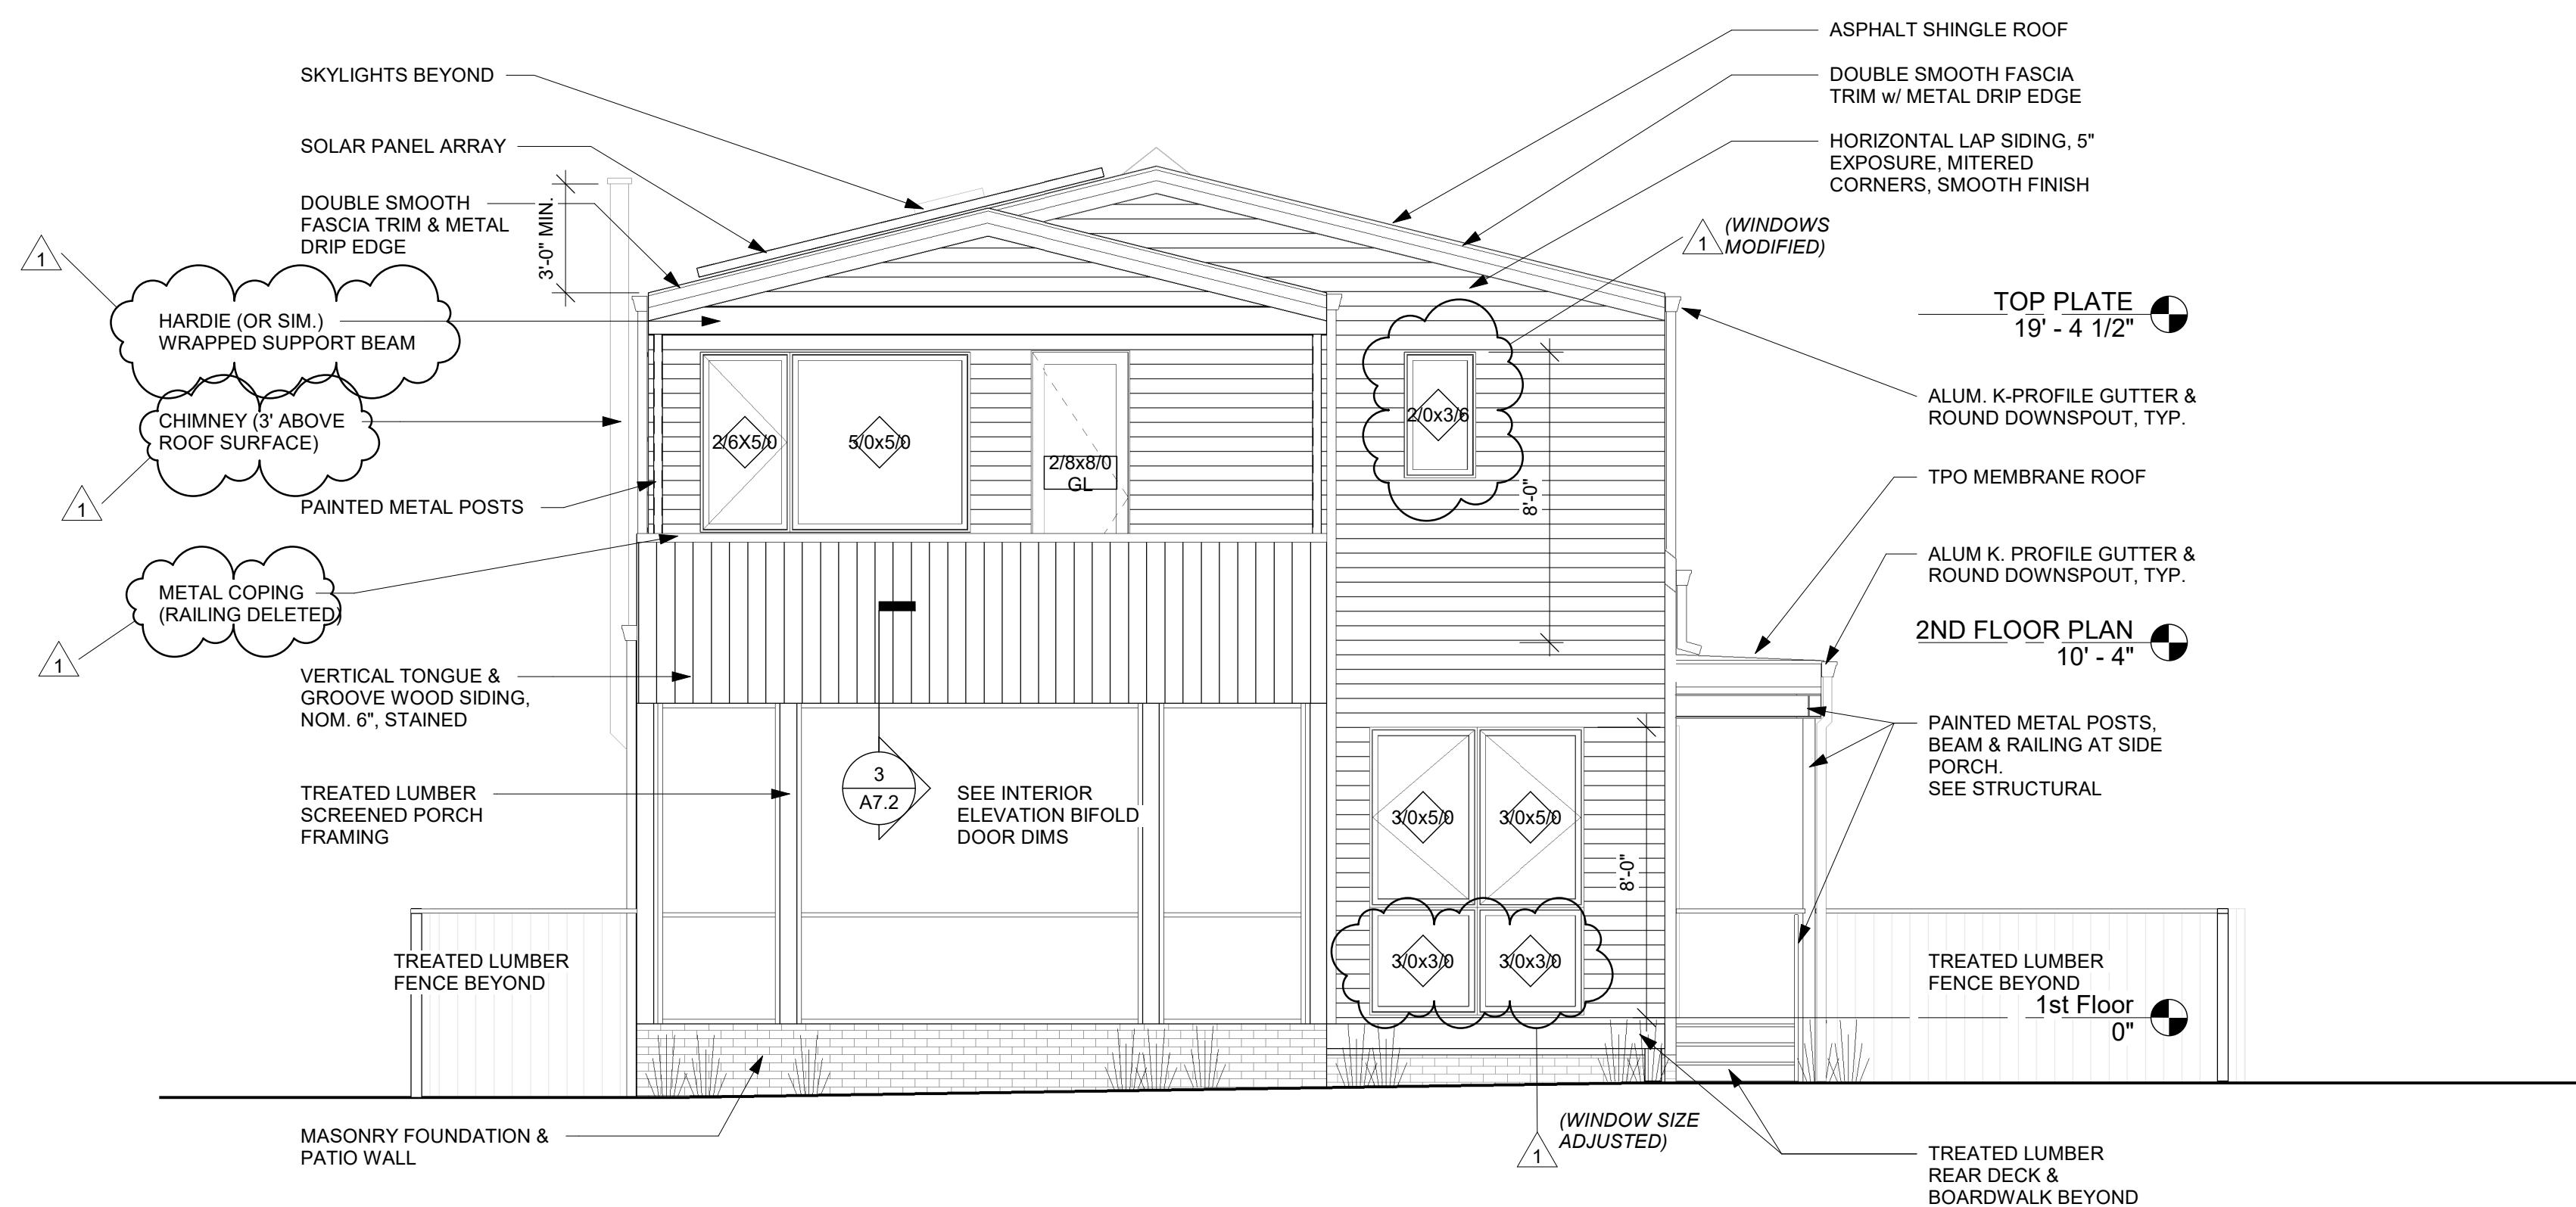 SKYLIGHTS BEYOND
SOLAR PANEL ARRAY
DOUBLE SMOOTH
FASCIA TRIM & METAL
DRIP EDGE
3'-0" MIN.
1
HARDIE (OR SIM.)
WRAPPED SUPPORT BEAM
CHIMNEY (3' ABOVE
ROOF SURFACE)
1
PAINTED METAL POSTS
METAL COPING
(RAILING DELETED)
1
VERTICAL TONGUE &
GROOVE WOOD SIDING,
NOM. 6", STAINED
TREATED LUMBER
SCREENED PORCH
FRAMING
TREATED LUMBER
FENCE BEYOND
MASONRY FOUNDATION &
PATIO WALL
2/6X5/0
5/0x5/0
2/8x8/0
GL
2/0x3/6
8'-0"
3
A7.2
SEE INTERIOR
ELEVATION BIFOLD
DOOR DIMS
3/0x5/0
3/0x5/0
8'-0"
3/0x3/0
3/0x3/0
(WINDOW SIZE
ADJUSTED)
1
ASPHALT SHINGLE ROOF
DOUBLE SMOOTH FASCIA
TRIM w/ METAL DRIP EDGE
HORIZONTAL LAP SIDING, 5"
EXPOSURE, MITERED
CORNERS, SMOOTH FINISH
1
(WINDOWS
MODIFIED)
TOP PLATE
19' - 4 1/2"
ALUM. K-PROFILE GUTTER &
ROUND DOWNSPOUT, TYP.
TPO MEMBRANE ROOF
ALUM K. PROFILE GUTTER &
ROUND DOWNSPOUT, TYP.
2ND FLOOR PLAN
10' - 4"
PAINTED METAL POSTS,
BEAM & RAILING AT SIDE
PORCH.
SEE STRUCTURAL
TREATED LUMBER
FENCE BEYOND
1st Floor
0"
TREATED LUMBER
REAR DECK &
BOARDWALK BEYOND